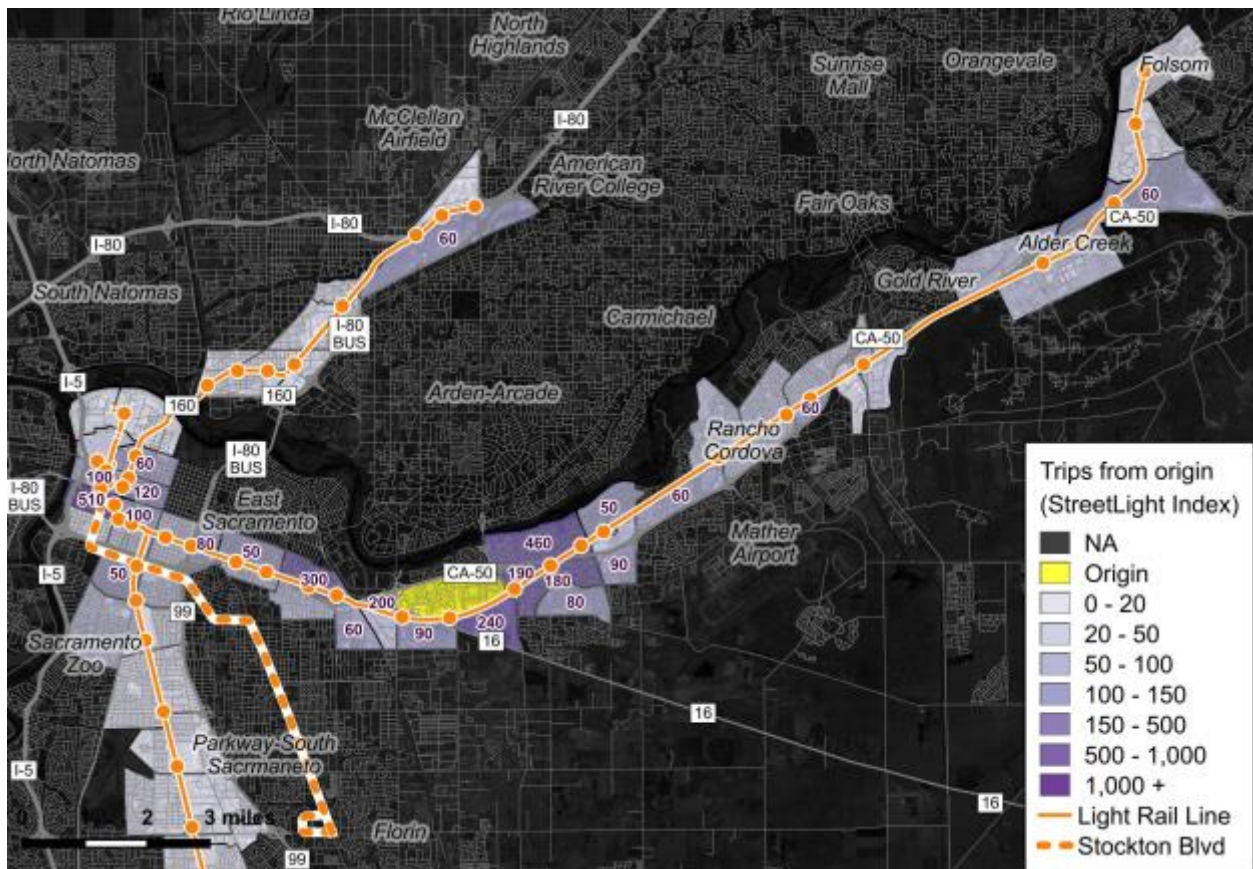 Rio Linda
North
Highlands
Sunrise
Mall
Orangevale
Folsom
McClellan
Airfield
I-80
North Natomas
American
River College
60
Fair Oaks
CA-50
I-80
I-80
60
Alder Creek
South Natomas
Gold River
Carmichael
I-80
BUS
CA-50
I-5
160
160
Arden-Arcade
60
Rancho
Cordova
I-80
BUS
60
100
I-80
BUS
510
120
East
Sacramento
60
100
50
Mather
Airport
80
50
460
90
I-5
50
300
CA-50
190
180
99
200
80
60
90
240
16
Sacramento
Zoo
16
Parkway-South
Sacrmaneto
I-5
16
0
1
2
3 miles
Florin
99
Trips from origin
(StreetLight Index)
NA
Origin
0 - 20
20 - 50
50 - 100
100 - 150
150 - 500
500 - 1,000
1,000 +
Light Rail Line
Stockton Blvd